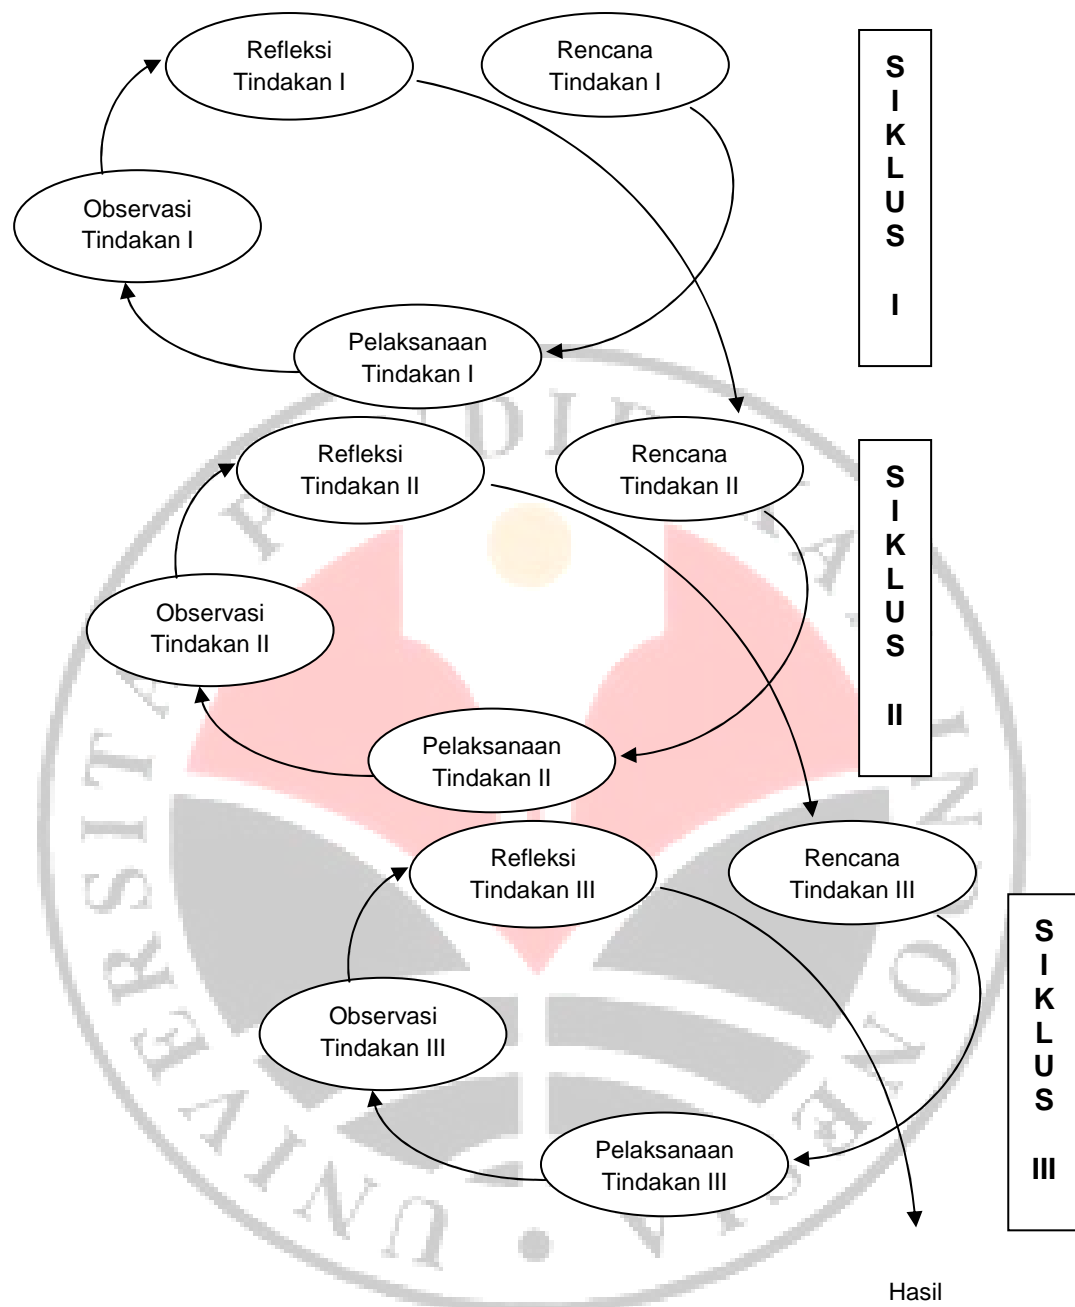 Refleksi
Tindakan I
Rencana
Tindakan I
S
I
K
L
U
S
I
Observasi
Tindakan I
Pelaksanaan
Tindakan I
Refleksi
Tindakan II
Rencana
Tindakan II
S
I
K
L
U
S
II
Observasi
Tindakan II
Pelaksanaan
Tindakan II
Refleksi
Tindakan III
Rencana
Tindakan III
S
I
K
L
U
S
III
Observasi
Tindakan III
Pelaksanaan
Tindakan III
Hasil